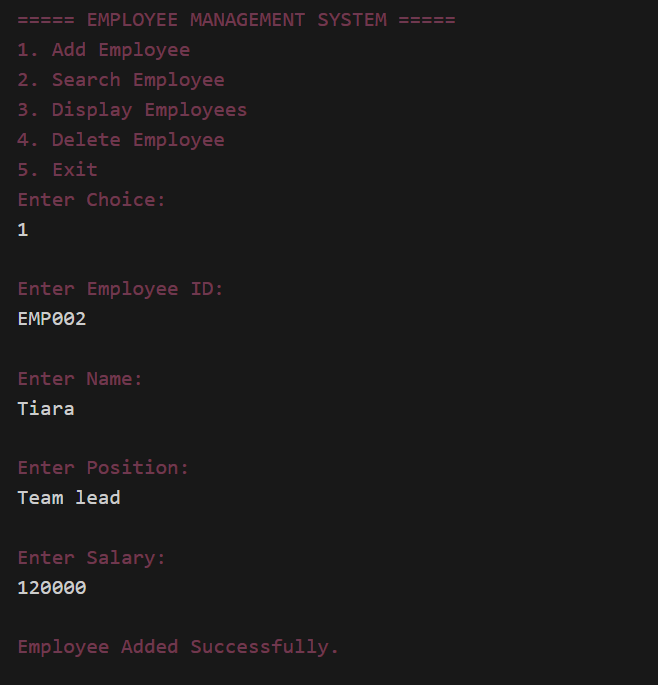 ===== EMPLOYEE MANAGEMENT SYSTEM =====
1. Add Employee
2. Search Employee
3. Display Employees
4. Delete Employee
5. Exit
Enter Choice:
1
Enter Employee ID:
EMP002
Enter Name:
Tiara
Enter Position:
Team lead
Enter Salary:
120000
Employee Added Successfully.